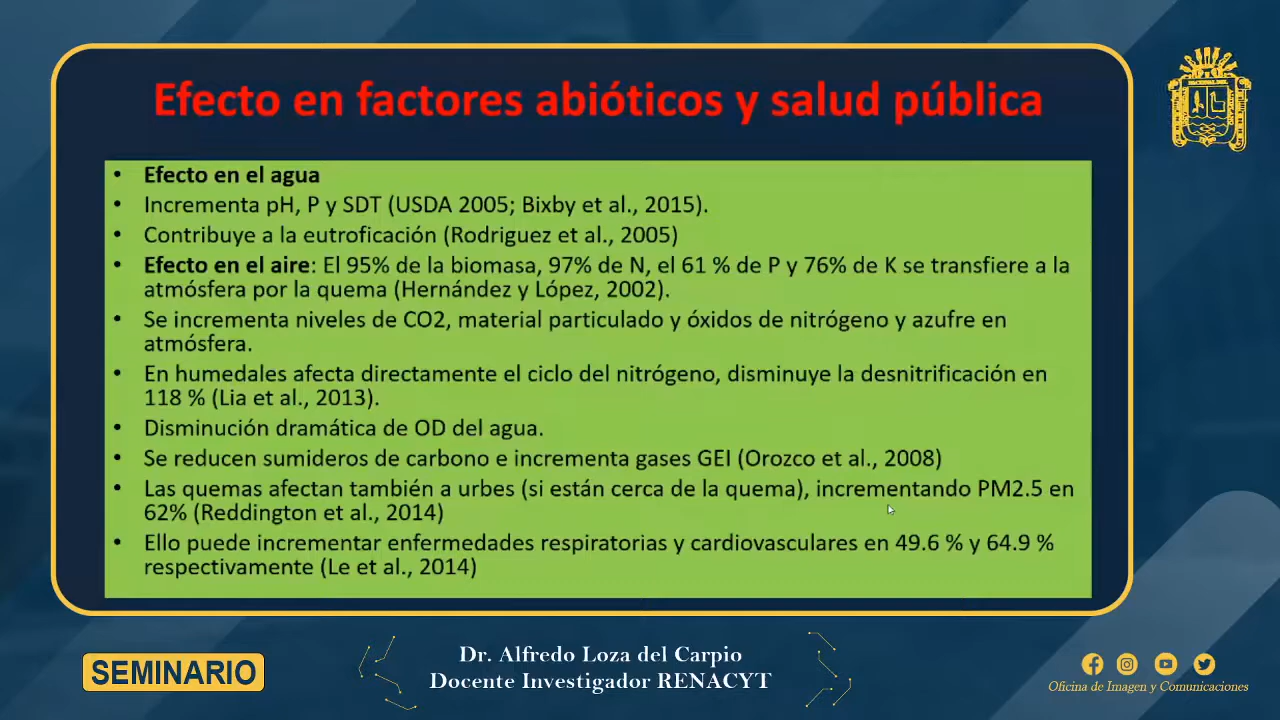 Efecto en factores abióticos y salud pública
• Efecto en el agua
• Incrementa pH, P y SDT (USDA 2005; Bixby et al., 2015).
• Contribuye a la eutroficación (Rodriguez et al., 2005)
• Efecto en el aire: El 95% de la biomasa, 97% de N, el 61 % de P y 76% de K se transfiere a la
atmósfera por la quema (Hernández y López, 2002).
• Se incrementa niveles de CO2, material particulado y óxidos de nitrógeno y azufre en
atmósfera.
• En humedales afecta directamente el ciclo del nitrógeno, disminuye la desnitrificación en
118 % (Lia et al., 2013).
• Disminución dramática de OD del agua.
• Se reducen sumideros de carbono e incrementa gases GEI (Orozco et al., 2008)
• Las quemas afectan también a urbes (si están cerca de la quema), incrementando PM2.5 en
62% (Reddington et al., 2014)
• Ello puede incrementar enfermedades respiratorias y cardiovasculares en 49.6 % y 64.9 %
respectivamente (Le et al., 2014)
SEMINARIO
Dr. Alfredo Loza del Carpio
Docente Investigador RENACYT
Oficina de Imagen y Comunicaciones